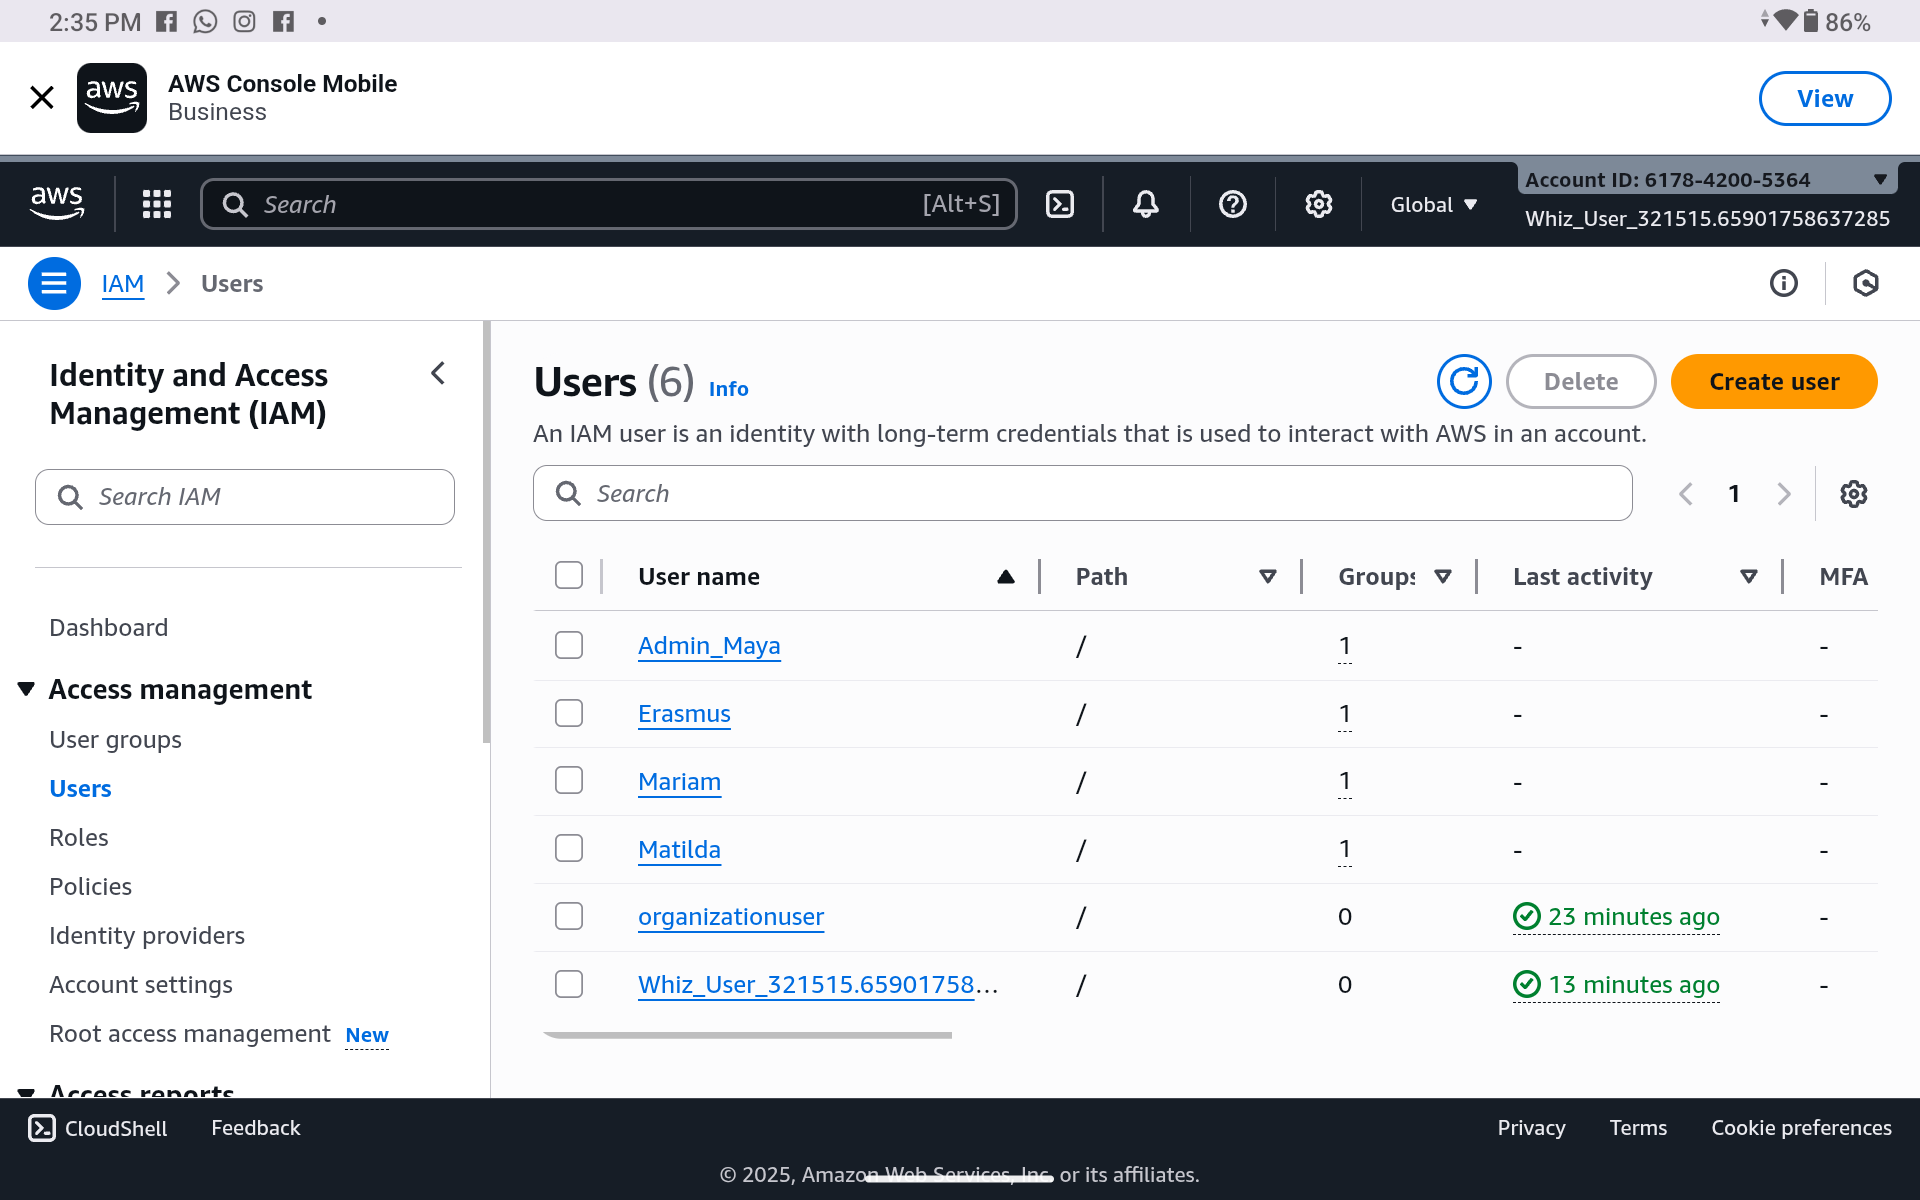 2:35 PM 86%
aws AWS Console Mobile
Business
View
aws Search [Alt+S] Global
Account ID: 6178-4200-5364
Whiz_User_321515.65901758637285
IAM Users
Identity and Access
Management (IAM)
Search IAM
Dashboard
Access management
User groups
Users
Roles
Policies
Identity providers
Account settings
Root access management New
Access reports
Users (6) Info
Delete
Create user
An IAM user is an identity with long-term credentials that is used to interact with AWS in an account.
Search
1
User name Path Groups Last activity MFA
Admin_Maya / 1 - -
Erasmus / 1 - -
Mariam / 1 - -
Matilda / 1 - -
organizationuser / 0 23 minutes ago -
Whiz_User_321515.65901758... / 0 13 minutes ago -
CloudShell Feedback Privacy Terms Cookie preferences
© 2025, Amazon Web Services, Inc. or its affiliates.